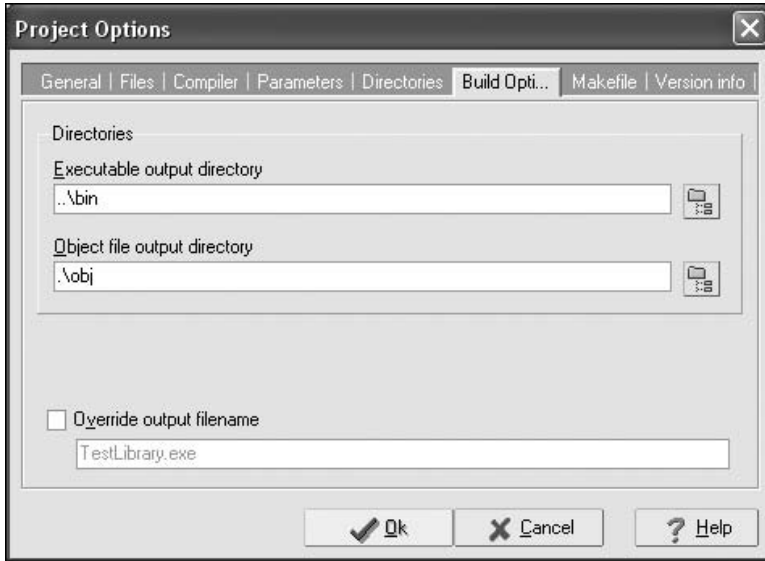 Project Options
General | Files | Compiler | Parameters | Directories | Build Opti... | Makefile | Version info |
Directories
Executable output directory
..\bin
Object file output directory
.\obj
Override output filename
TestLibrary.exe
Ok Cancel ? Help